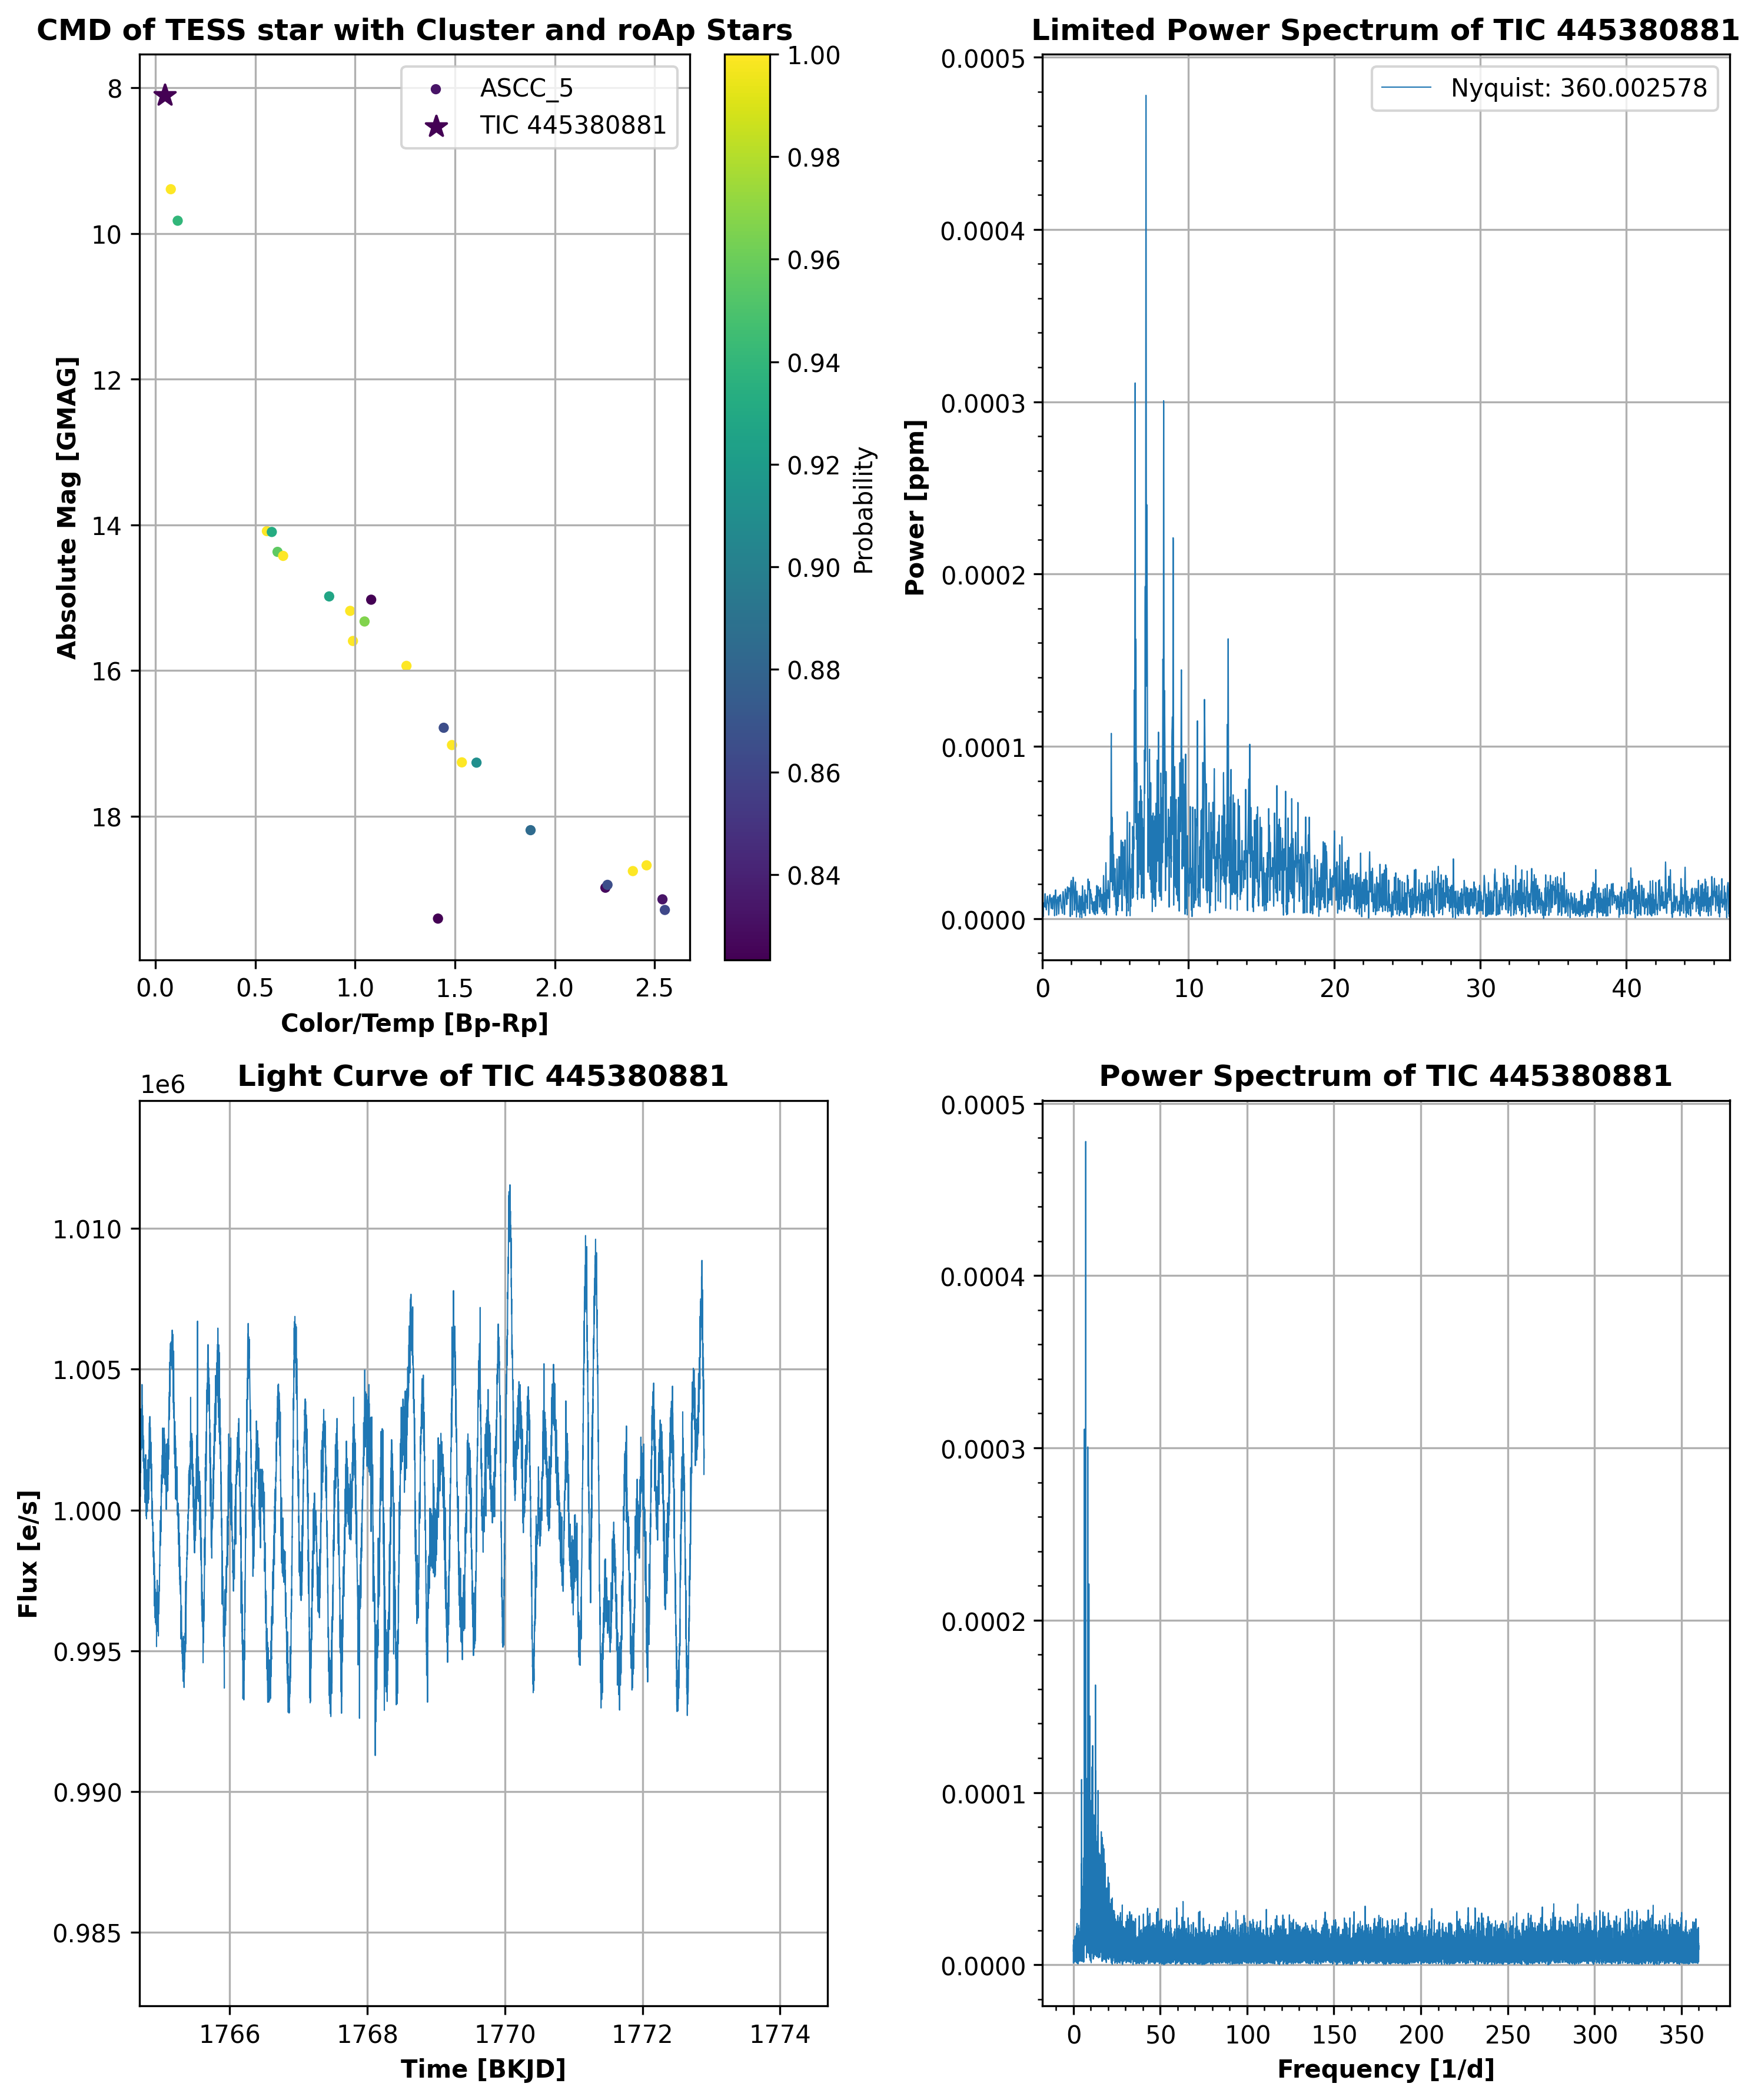 CMD of TESS star with Cluster and roAp Stars
ASCC_5
TIC 445380881
8
10
12
14
16
18
Absolute Mag [GMAG]
0.0 0.5 1.0 1.5 2.0 2.5
Color/Temp [Bp-Rp]
1.00
0.98
0.96
0.94
0.92
0.90
0.88
0.86
0.84
Probability
Limited Power Spectrum of TIC 445380881
Nyquist: 360.002578
0.0005
0.0004
0.0003
0.0002
0.0001
0.0000
Power [ppm]
0 10 20 30 40
Light Curve of TIC 445380881
1e6
1.010
1.005
1.000
0.995
0.990
0.985
Flux [e/s]
1766 1768 1770 1772 1774
Time [BKJD]
Power Spectrum of TIC 445380881
0.0005
0.0004
0.0003
0.0002
0.0001
0.0000
0 50 100 150 200 250 300 350
Frequency [1/d]